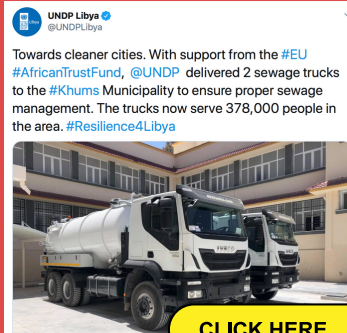 UNDP Libya
@UNDPLibya
Towards cleaner cities. With support from the #EU
#AfricanTrustFund, @UNDP delivered 2 sewage trucks
to the #Khums Municipality to ensure proper sewage
management. The trucks now serve 378,000 people in
the area. #Resilience4Libya
CLICK HERE